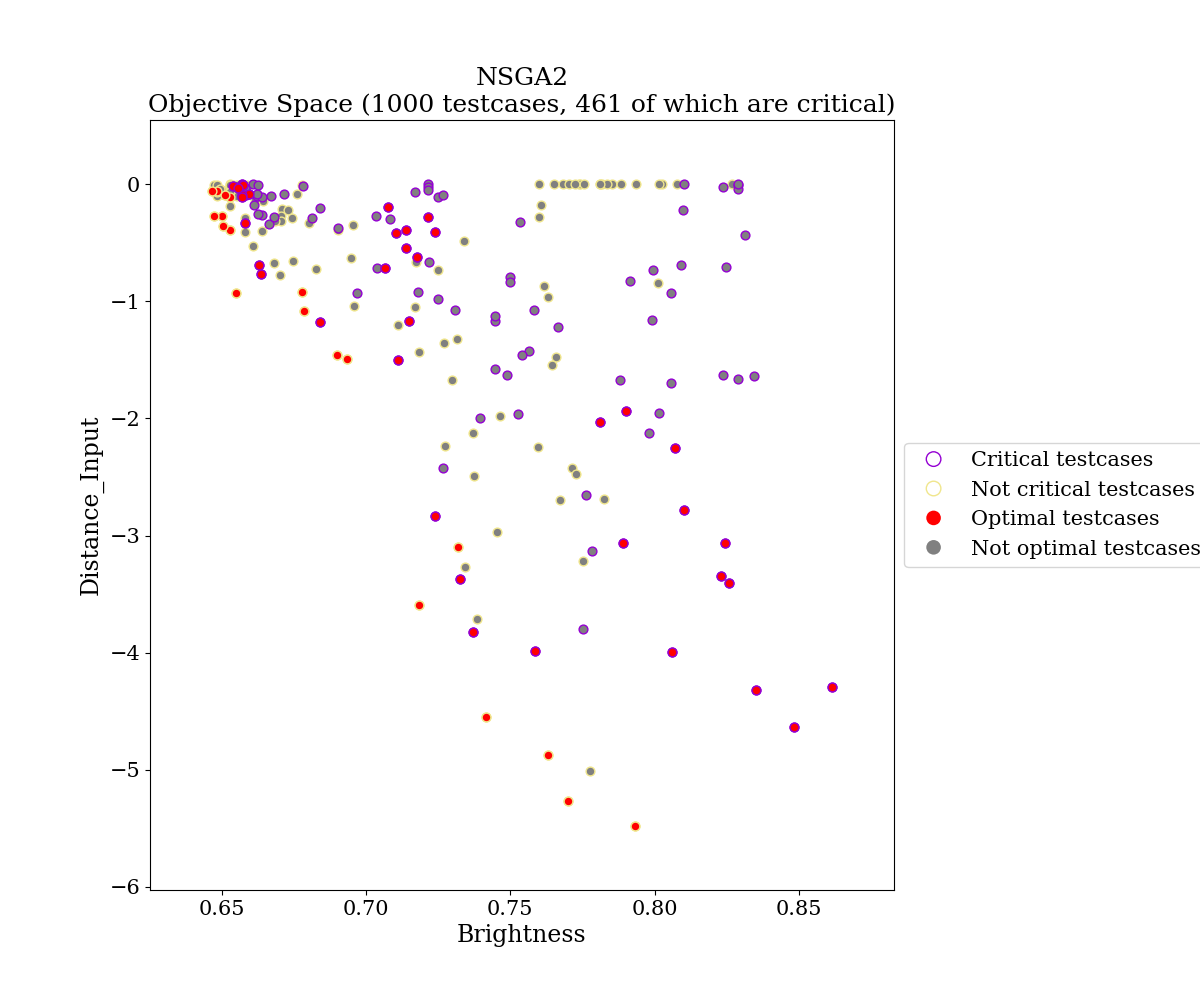 NSGA2
Objective Space (1000 testcases, 461 of which are critical)
0
−1
−2
−3
−4
−5
−6
Distance_Input
0.65
0.70
0.75
0.80
0.85
Brightness
Critical testcases
Not critical testcases
Optimal testcases
Not optimal testcases